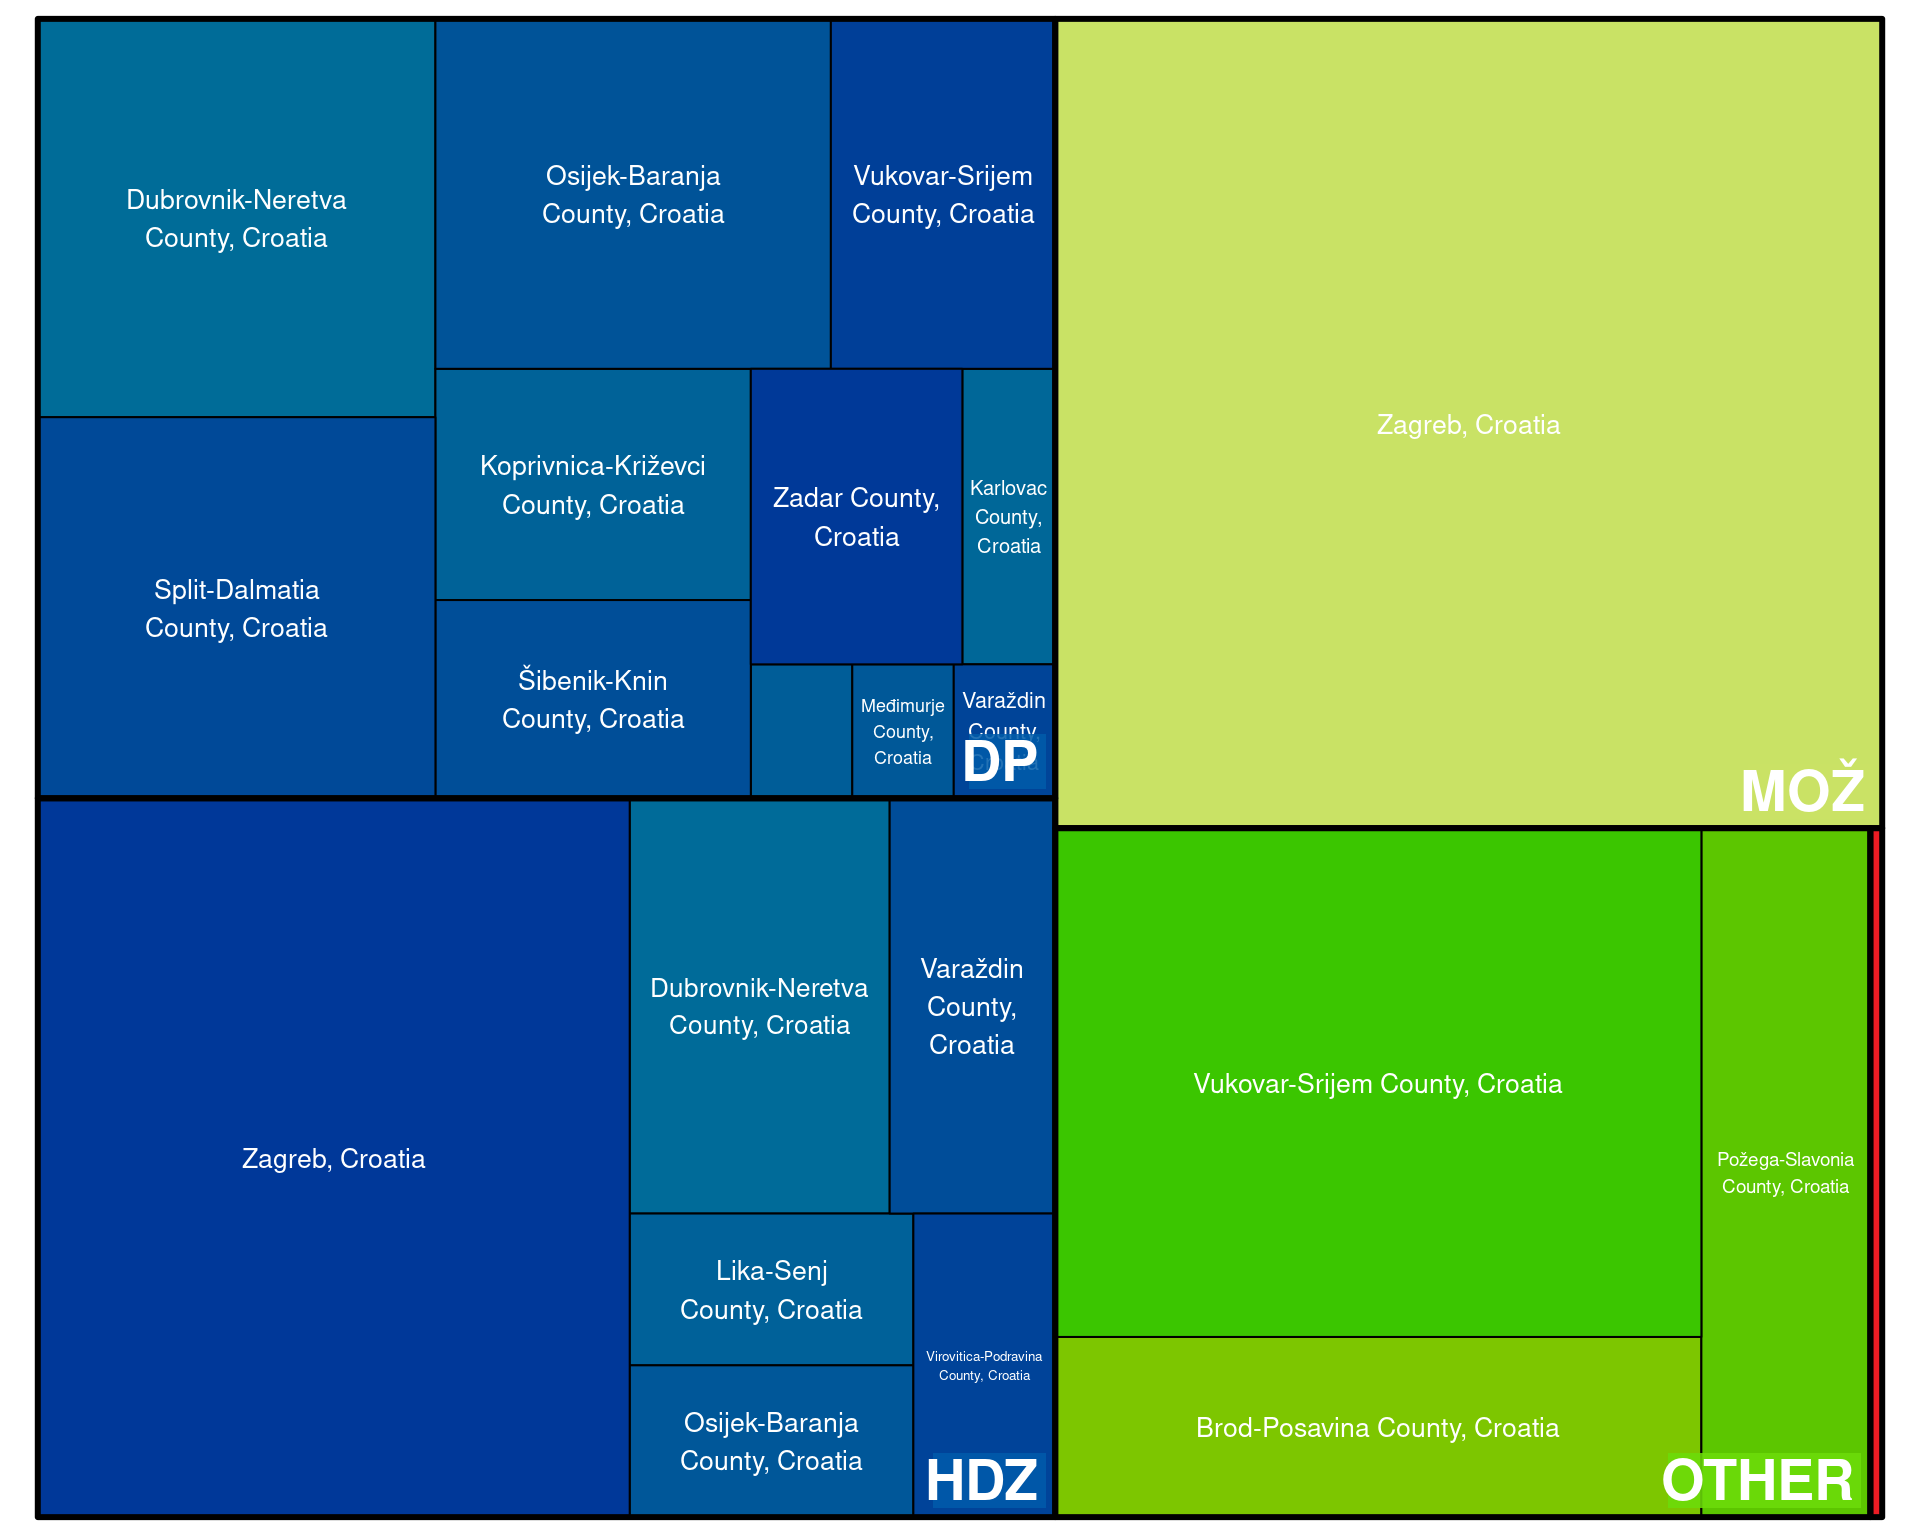 Dubrovnik-Neretva
County, Croatia
Osijek-Baranja
County, Croatia
Vukovar-Srijem
County, Croatia
Split-Dalmatia
County, Croatia
Koprivnica-Križevci
County, Croatia
Šibenik-Knin
County, Croatia
Zadar County,
Croatia
Karlovac
County,
Croatia
Međimurje
County,
Croatia
Varaždin
County,
Croatia
DP
Zagreb, Croatia
MOŽ
Zagreb, Croatia
Dubrovnik-Neretva
County, Croatia
Varaždin
County,
Croatia
Lika-Senj
County, Croatia
Osijek-Baranja
County, Croatia
Virovitica-Podravina
County, Croatia
HDZ
Vukovar-Srijem County, Croatia
Požega-Slavonia
County, Croatia
Brod-Posavina County, Croatia
OTHER